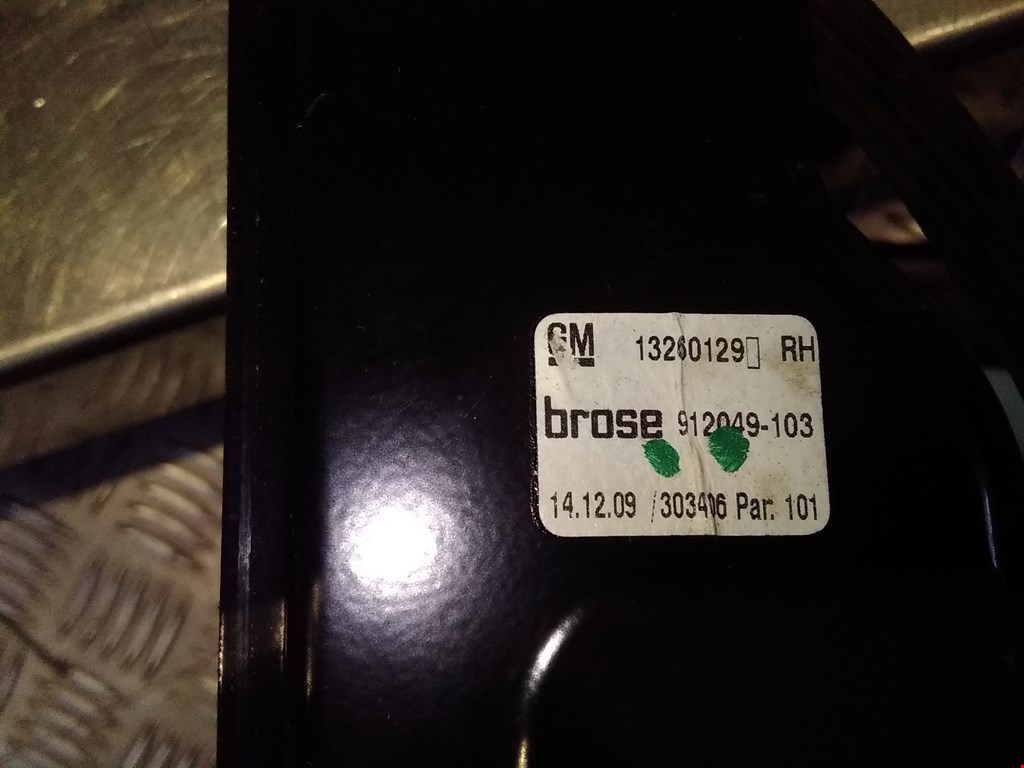 GM 13260129▯ RH
brose 912049-103
14.12.09 /303406 Par. 101